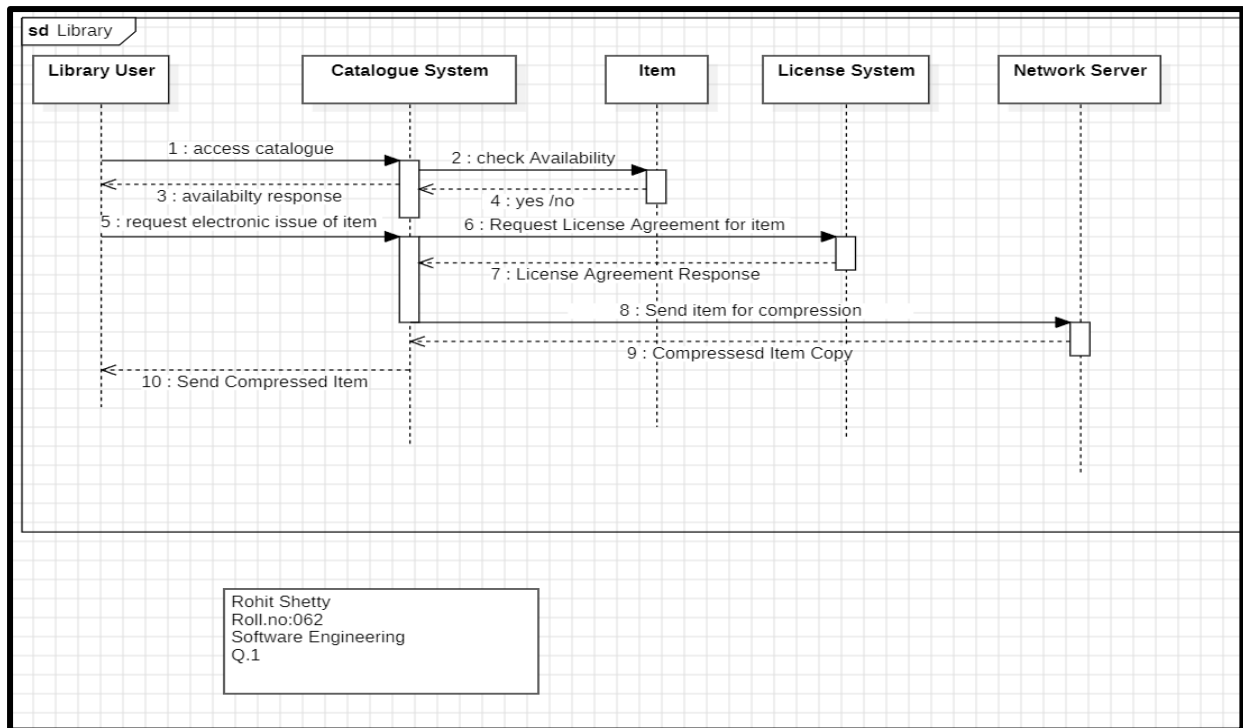 sd Library
Library User
Catalogue System
Item
License System
Network Server
1 : access catalogue
2 : check Availability
3 : availabilty response
4 : yes /no
5 : request electronic issue of item
6 : Request License Agreement for item
7 : License Agreement Response
8 : Send item for compression
9 : Compressesd Item Copy
10 : Send Compressed Item
Rohit Shetty
Roll.no:062
Software Engineering
Q.1